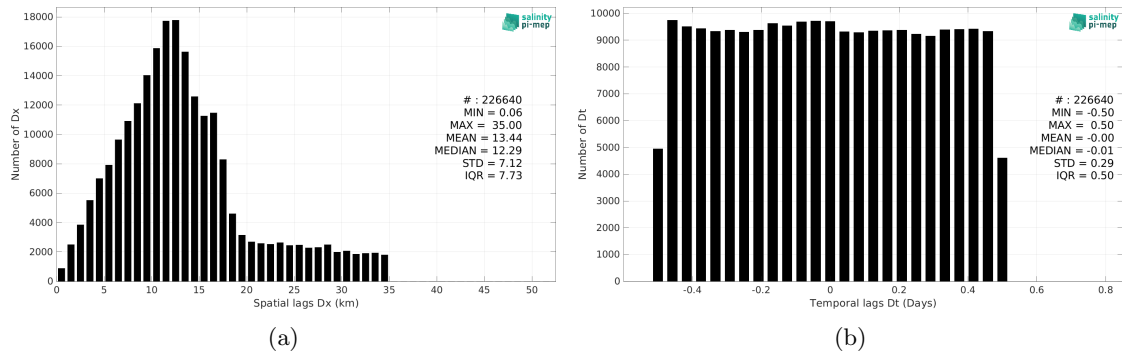 salinity
pi-mep
18000
16000
14000
12000
10000
8000
6000
4000
2000
0
Number of Dx
# : 226640
MIN = 0.06
MAX = 35.00
MEAN = 13.44
MEDIAN = 12.29
STD = 7.12
IQR = 7.73
0 5 10 15 20 25 30 35 40 45 50
Spatial lags Dx (km)
(a)
salinity
pi-mep
10000
9000
8000
7000
6000
5000
4000
3000
2000
1000
0
Number of Dt
# : 226640
MIN = -0.50
MAX = 0.50
MEAN = -0.00
MEDIAN = -0.01
STD = 0.29
IQR = 0.50
-0.4 -0.2 0 0.2 0.4 0.6 0.8
Temporal lags Dt (Days)
(b)